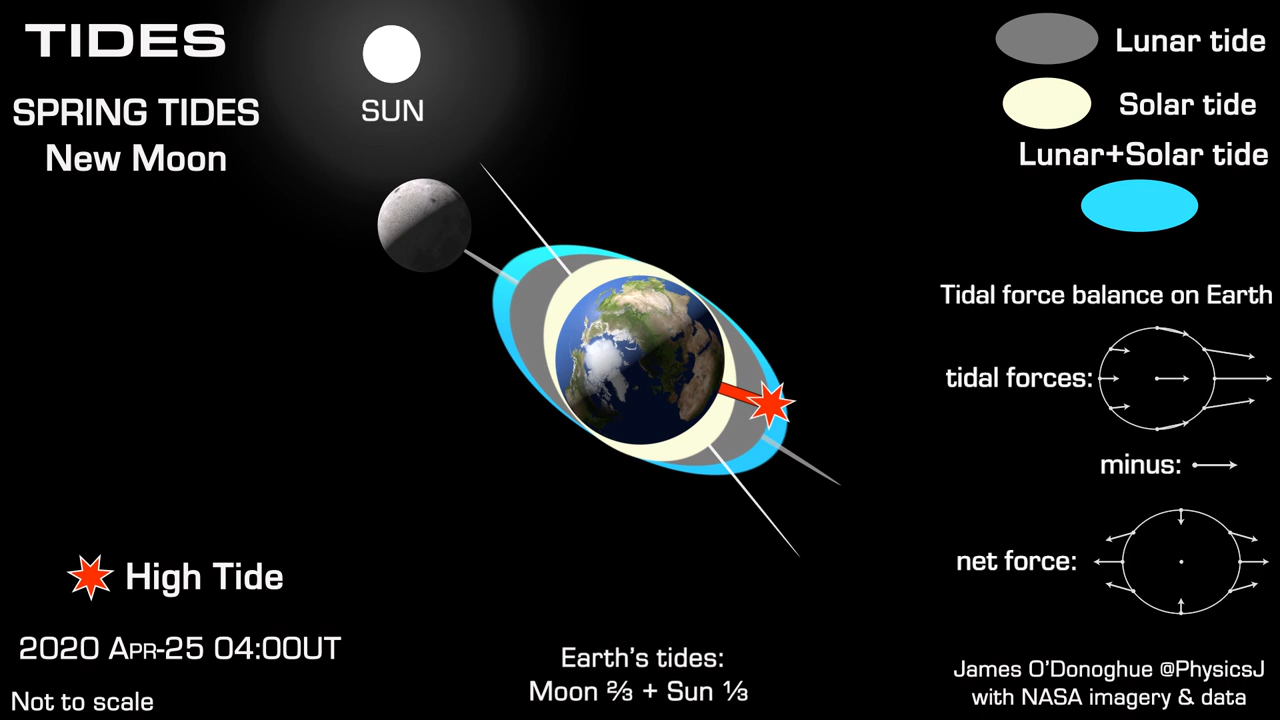 TIDES
SPRING TIDES
New Moon
SUN
Lunar tide
Solar tide
Lunar+Solar tide
Tidal force balance on Earth
tidal forces:
minus:
net force:
High Tide
2020 Apr-25 04:00UT
Not to scale
Earth's tides:
Moon ⅔ + Sun ⅓
James O'Donoghue @PhysicsJ
with NASA imagery & data